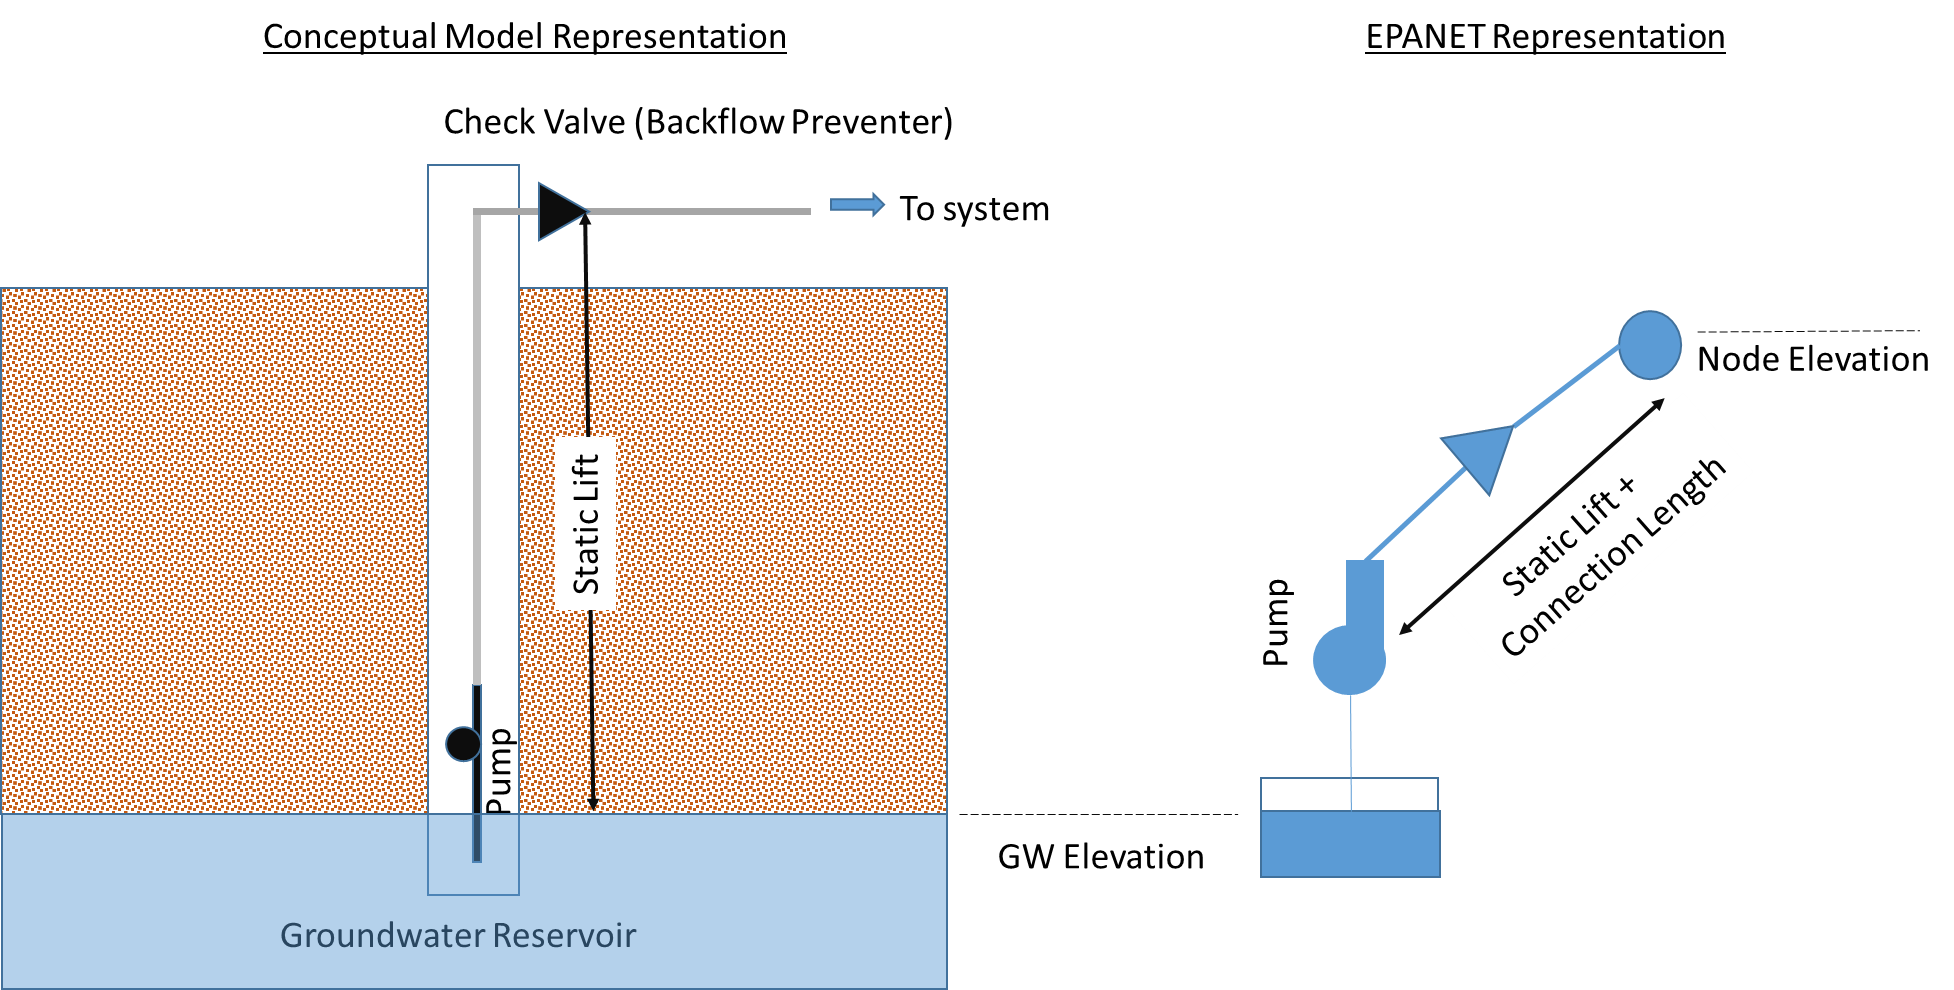 Conceptual Model Representation
EPANET Representation
Check Valve (Backflow Preventer)
To system
Node Elevation
Static Lift
Static Lift +
Connection Length
Pump
Pump
GW Elevation
Groundwater Reservoir